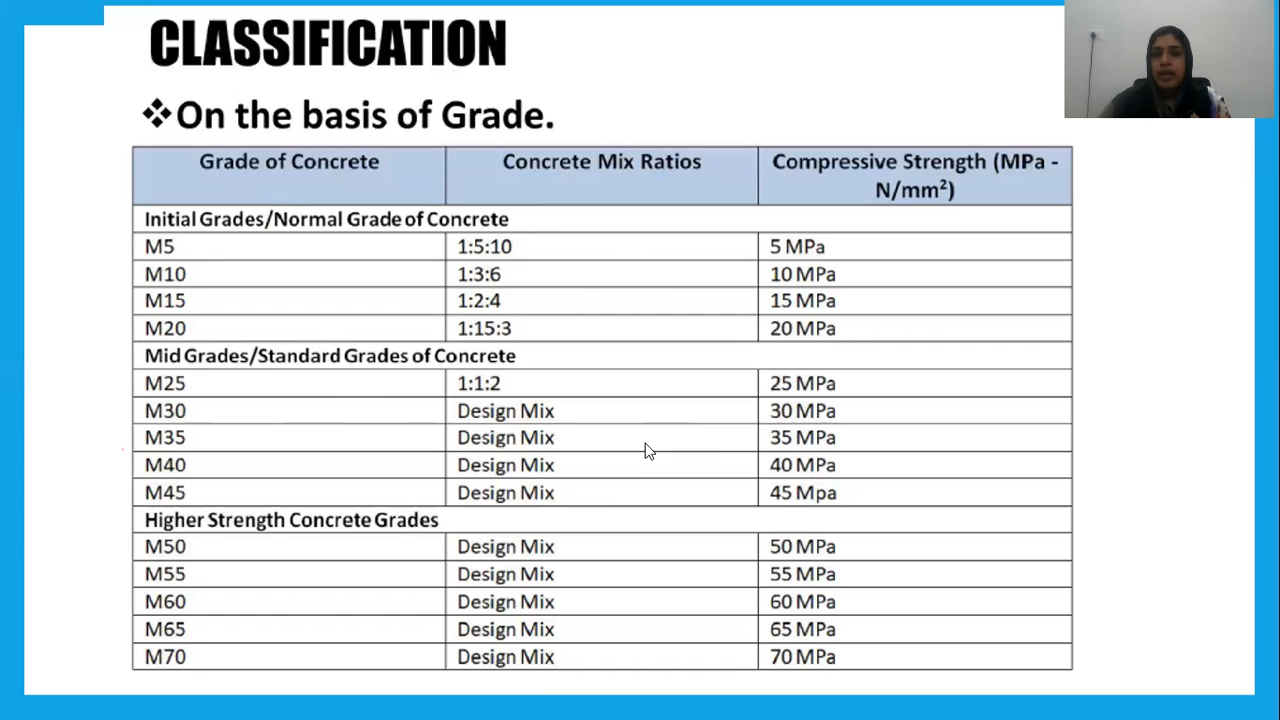 CLASSIFICATION
❖On the basis of Grade.
Grade of Concrete Concrete Mix Ratios Compressive Strength (MPa -
N/mm²)
Initial Grades/Normal Grade of Concrete
M5 1:5:10 5 MPa
M10 1:3:6 10 MPa
M15 1:2:4 15 MPa
M20 1:15:3 20 MPa
Mid Grades/Standard Grades of Concrete
M25 1:1:2 25 MPa
M30 Design Mix 30 MPa
M35 Design Mix 35 MPa
M40 Design Mix 40 MPa
M45 Design Mix 45 Mpa
Higher Strength Concrete Grades
M50 Design Mix 50 MPa
M55 Design Mix 55 MPa
M60 Design Mix 60 MPa
M65 Design Mix 65 MPa
M70 Design Mix 70 MPa